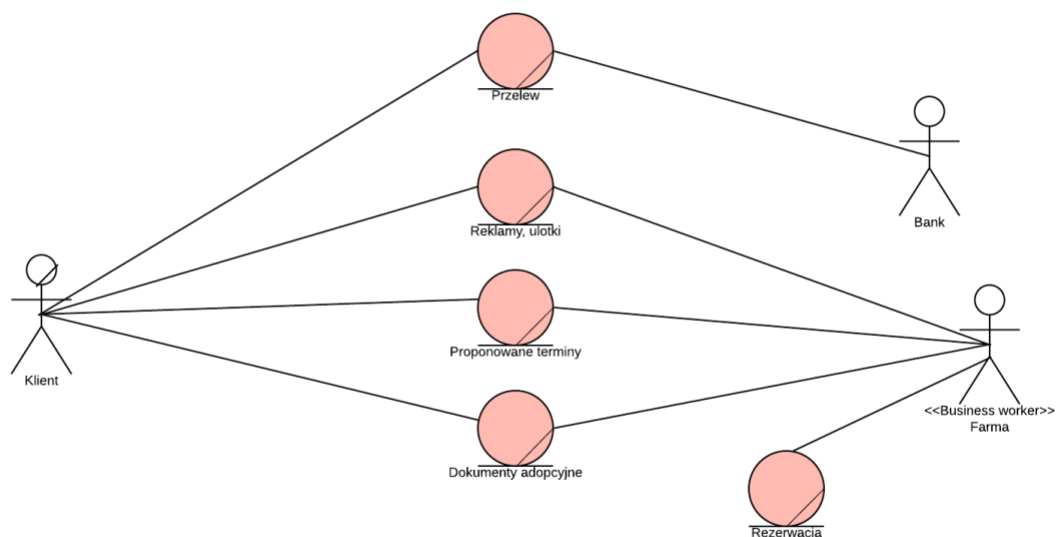 Przelew
Bank
Reklamy, ulotki
Klient
Proponowane terminy
<<Business worker>>
Farma
Dokumenty adopcyjne
Rezerwacja